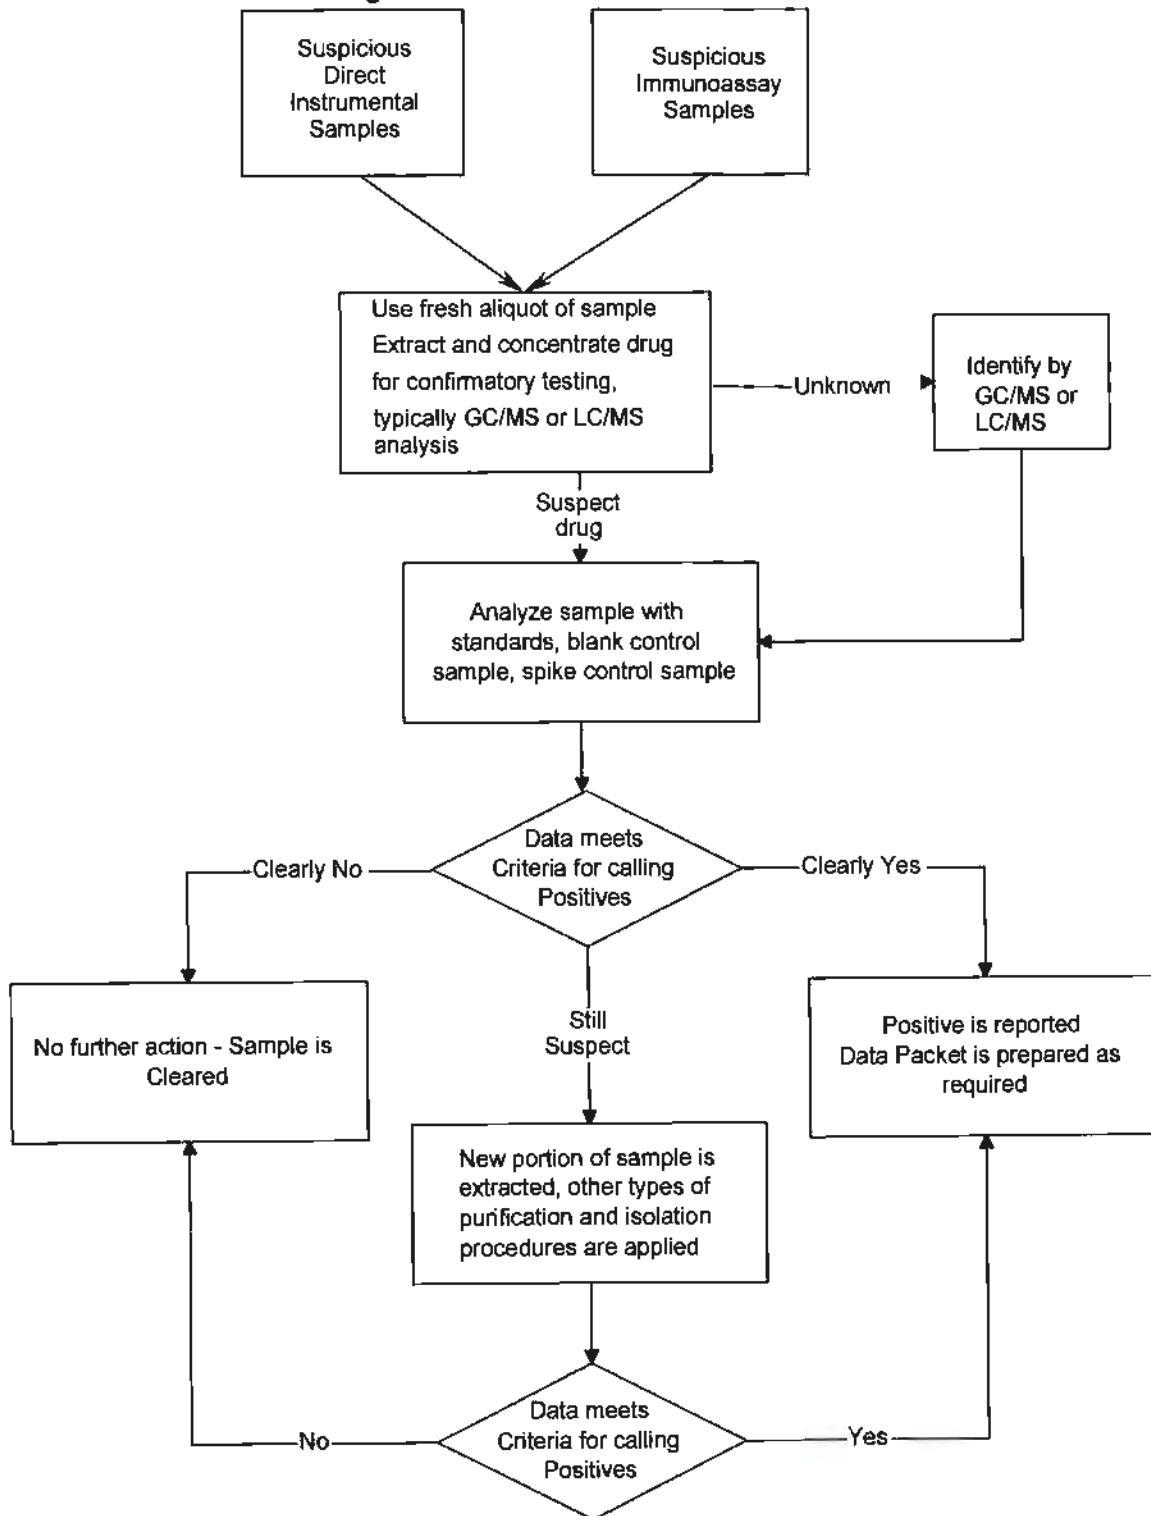 Suspicious
Direct
Instrumental
Samples
Suspicious
Immunoassay
Samples
Use fresh aliquot of sample
Extract and concentrate drug
for confirmatory testing,
typically GC/MS or LC/MS
analysis
Unknown
Identify by
GC/MS or
LC/MS
Suspect
drug
Analyze sample with
standards, blank control
sample, spike control sample
Data meets
Criteria for calling
Positives
Clearly No
Clearly Yes
Still
Suspect
No further action - Sample is
Cleared
Positive is reported
Data Packet is prepared as
required
New portion of sample is
extracted, other types of
purification and isolation
procedures are applied
Data meets
Criteria for calling
Positives
No
Yes